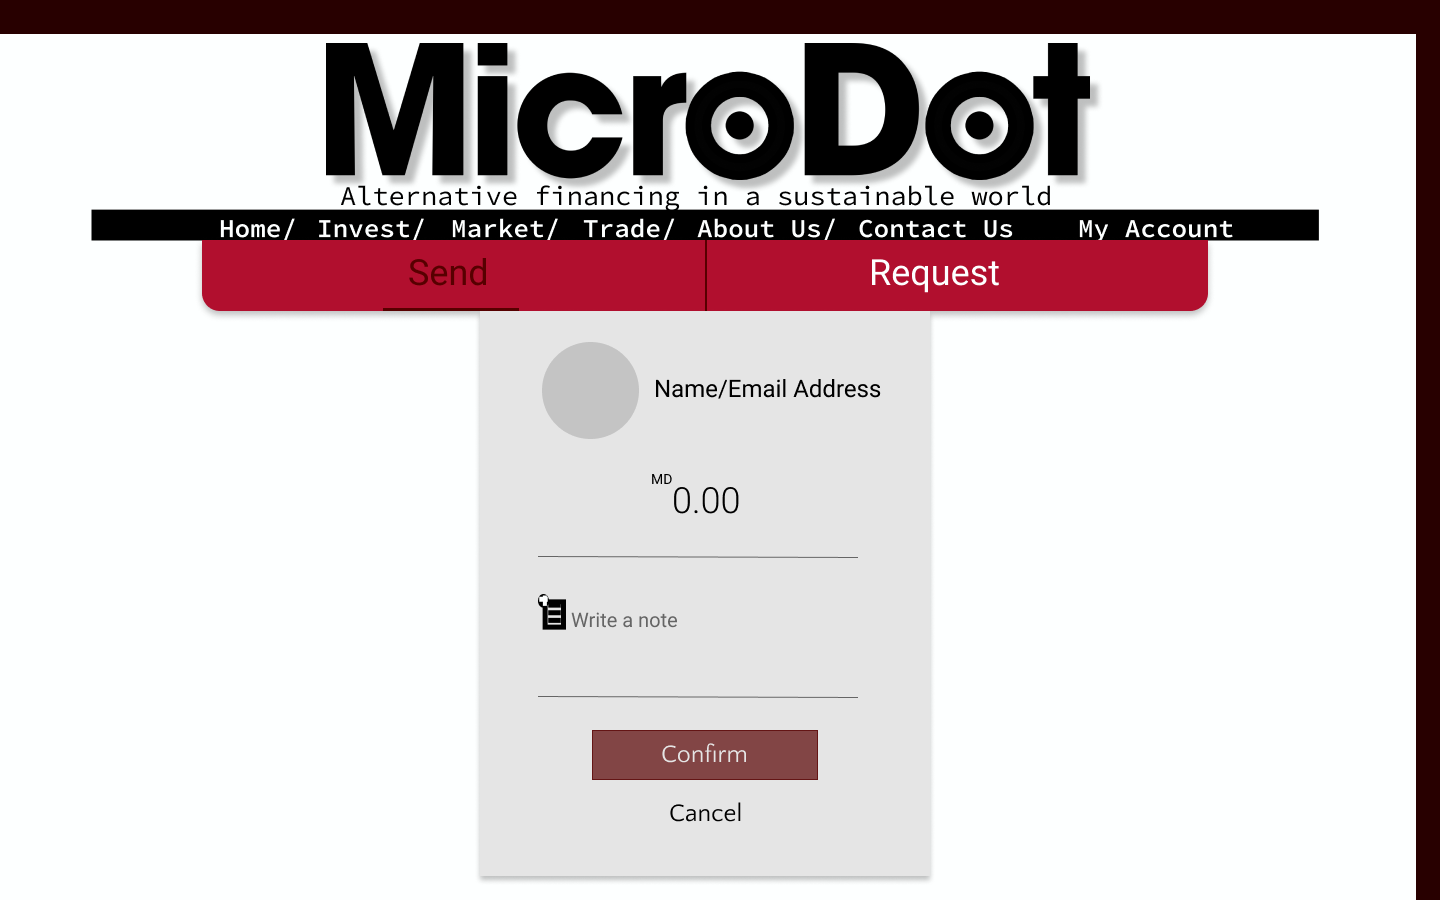 MicroDot
Alternative financing in a sustainable world
Home/ Invest/ Market/ Trade/ About Us/ Contact Us My Account
Send Request
Name/Email Address
MD
0.00
Write a note
Confirm
Cancel